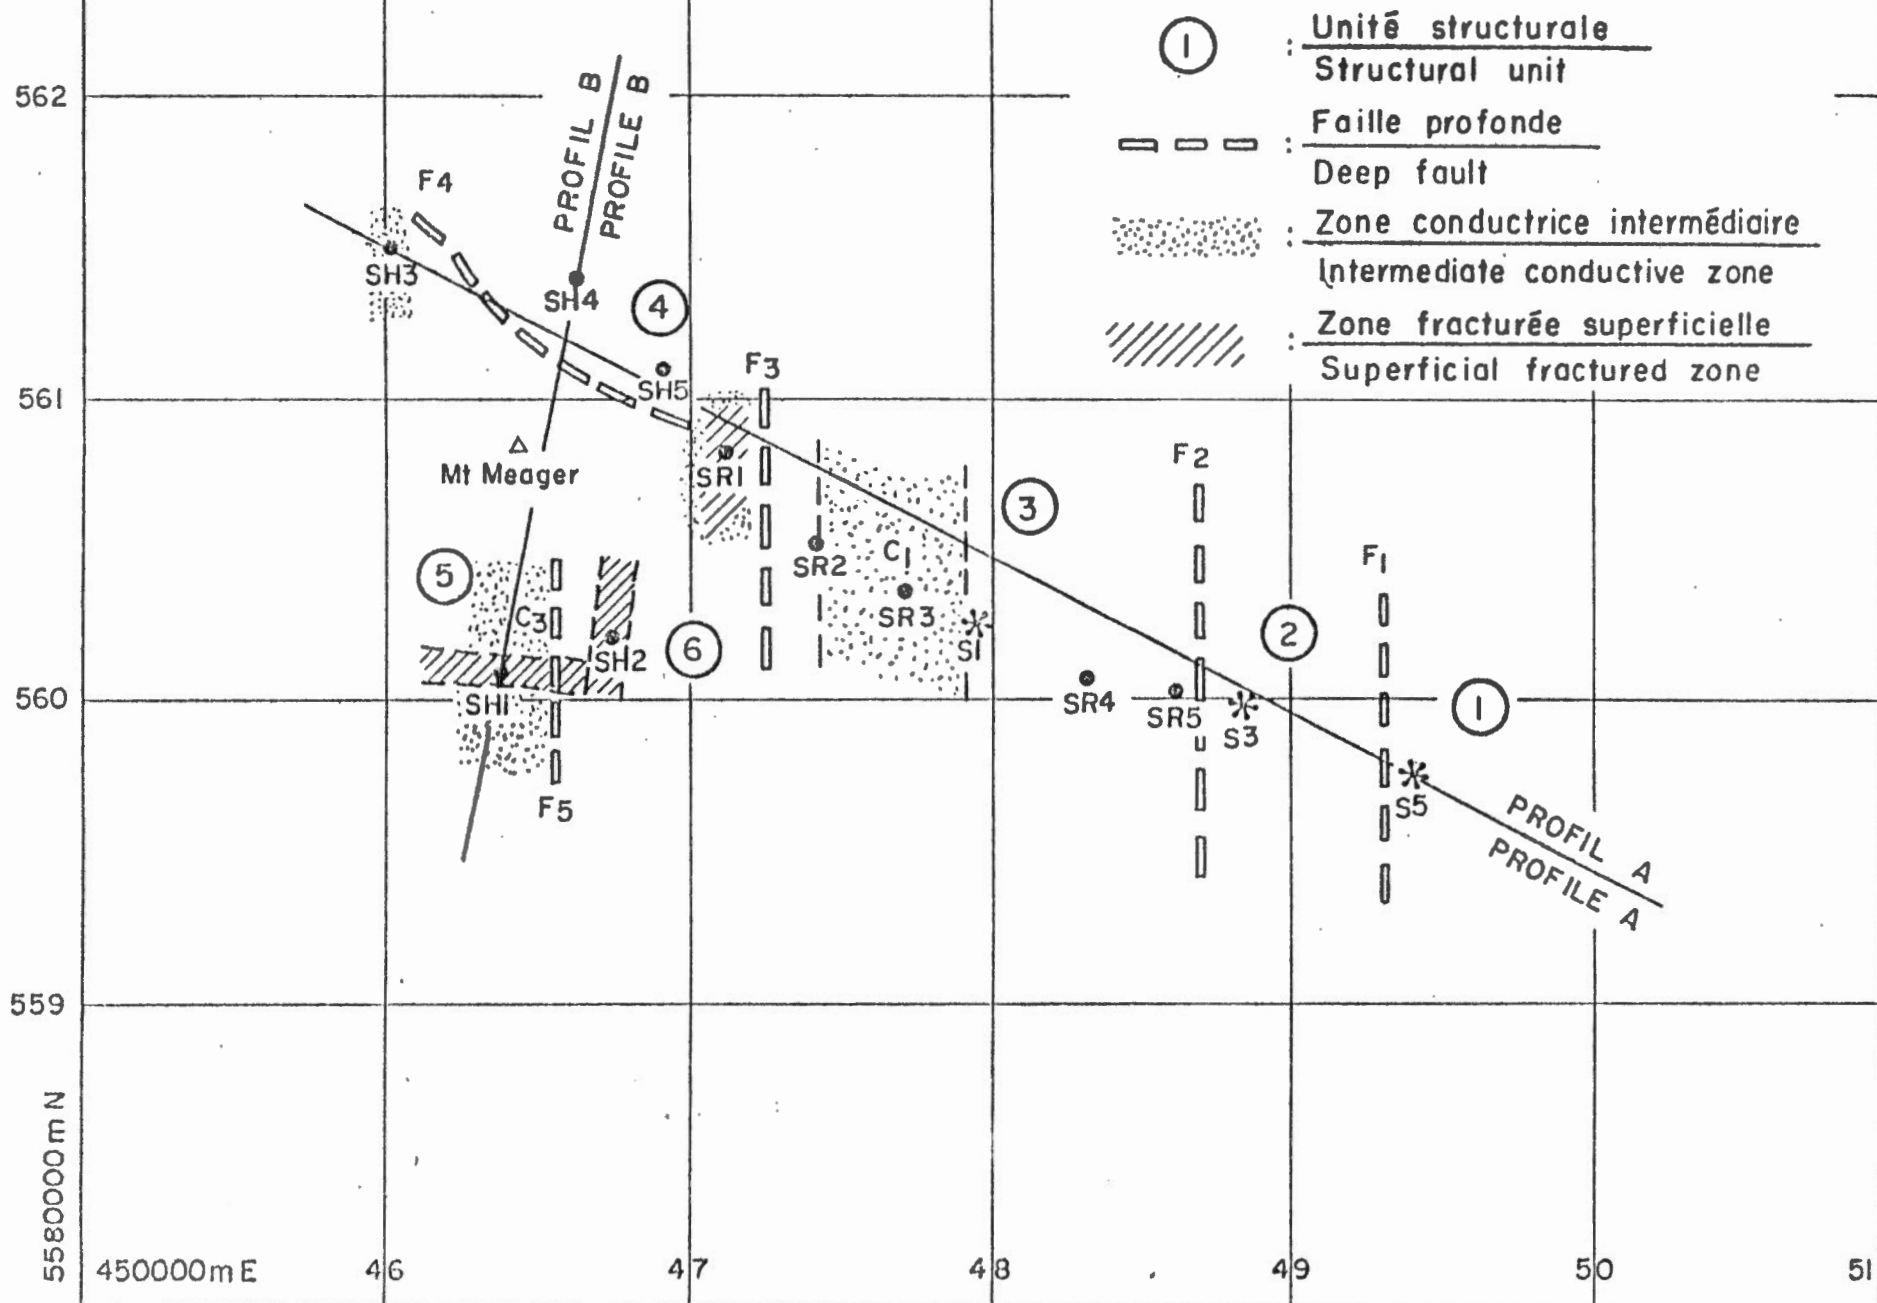 1 : Unité structurale
Structural unit
Faille profonde
: Deep fault
Zone conductrice intermédiaire
: Intermediate conductive zone
Zone fracturée superficielle
: Superficial fractured zone
562
PROFIL B
PROFILE B
F4
SH3
SH4
4
SH5
F3
561
Mt Meager
SR1
F2
3
SR2
C1
SR3
F1
5
C3
SH2
6
S1
2
560
SH1
SR4
SR5
S3
1
F5
S5
PROFIL A
PROFILE A
559
5580000mN
450000mE
46
47
48
49
50
51